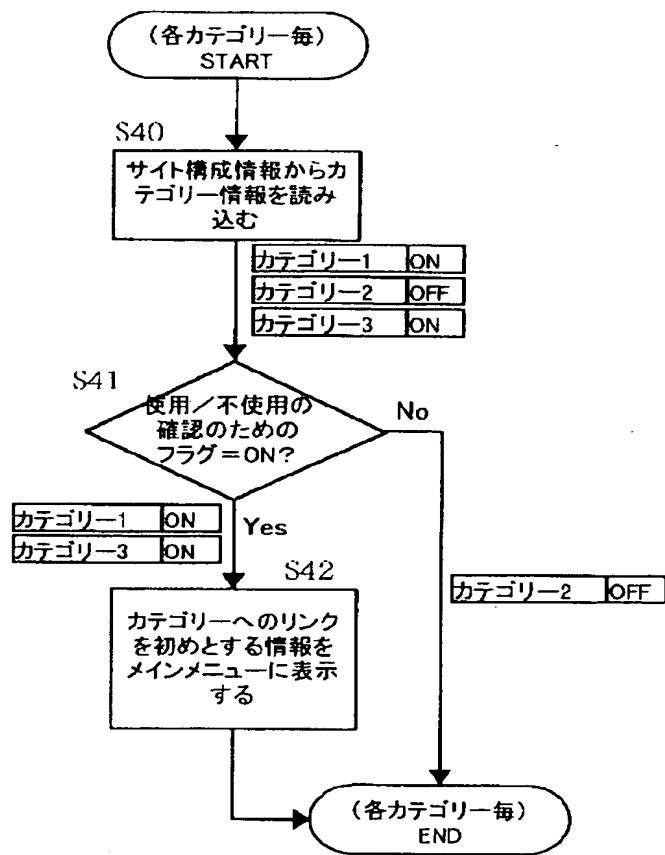 (各カテゴリー毎)
START
S40
サイト構成情報からカ
テゴリー情報を読み
込む
カテゴリー1 ON
カテゴリー2 OFF
カテゴリー3 ON
S41
使用/不使用の
確認のための
フラグ=ON?
No
カテゴリー1 ON
カテゴリー3 ON
Yes
S42
カテゴリーへのリンク
を初めとする情報を
メインメニューに表示
する
カテゴリー2 OFF
(各カテゴリー毎)
END